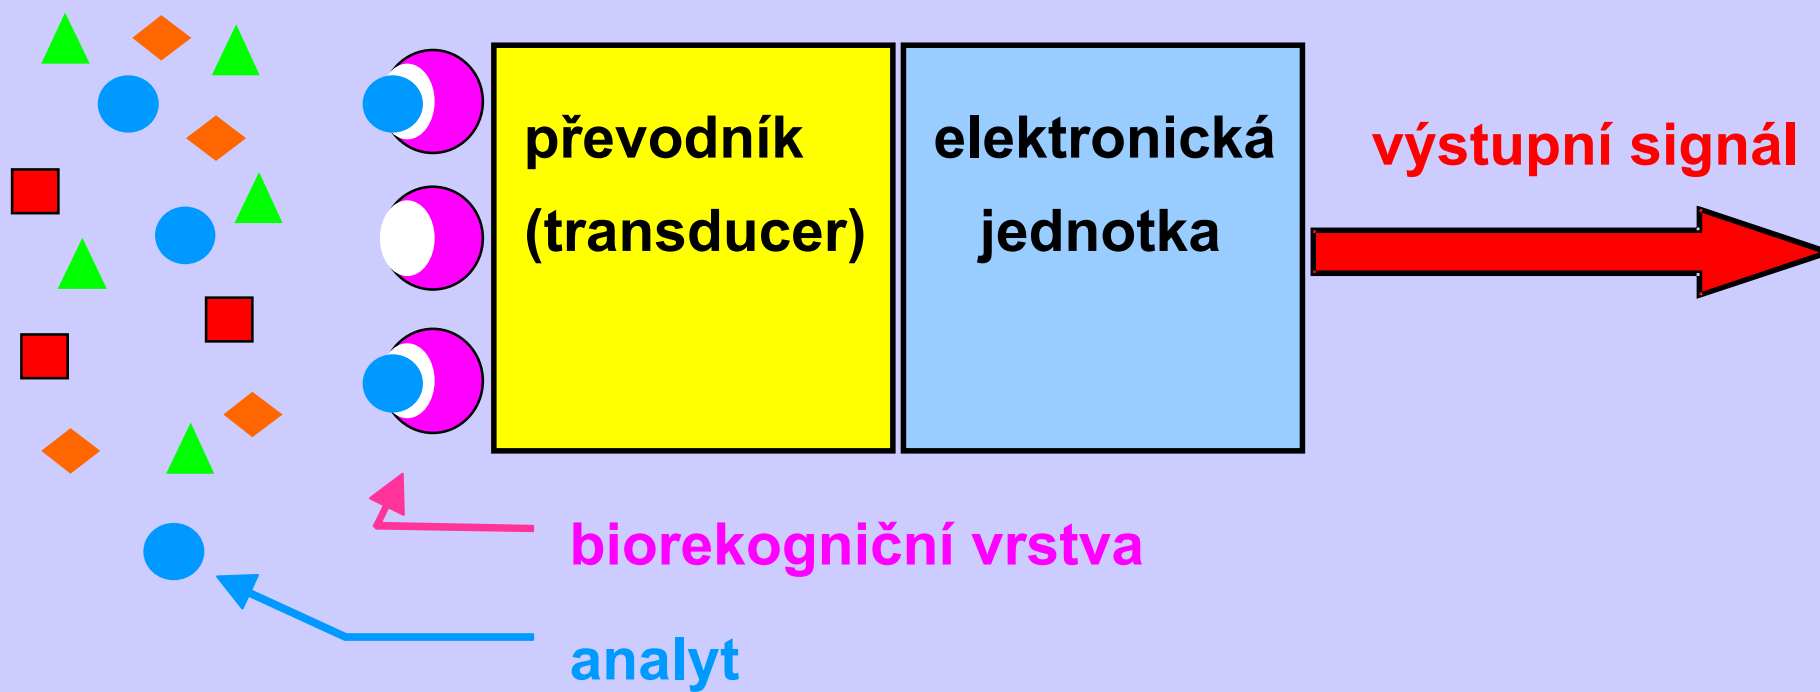 převodník
(transducer)
elektronická
jednotka
výstupní signál
biorekogniční vrstva
analyt